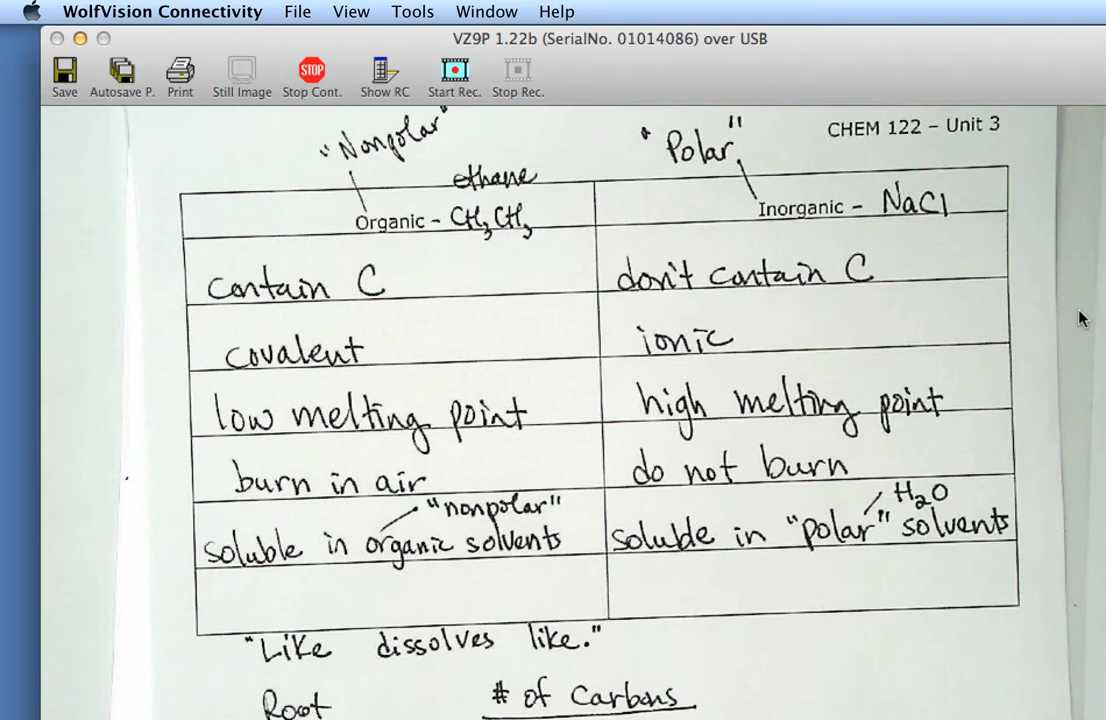 WolfVision Connectivity File View Tools Window Help
VZ9P 1.22b (SerialNo. 01014086) over USB
Save Autosave P. Print Still Image STOP Stop Cont. Show RC Start Rec. Stop Rec.
CHEM 122 – Unit 3
"Nonpolar" "Polar"
ethane
Organic - CH3CH3 Inorganic - NaCl
contain C don't contain C
covalent ionic
low melting point high melting point
burn in air do not burn
"nonpolar" H2O
soluble in organic solvents soluble in "polar" solvents
"Like dissolves like."
Root # of Carbons